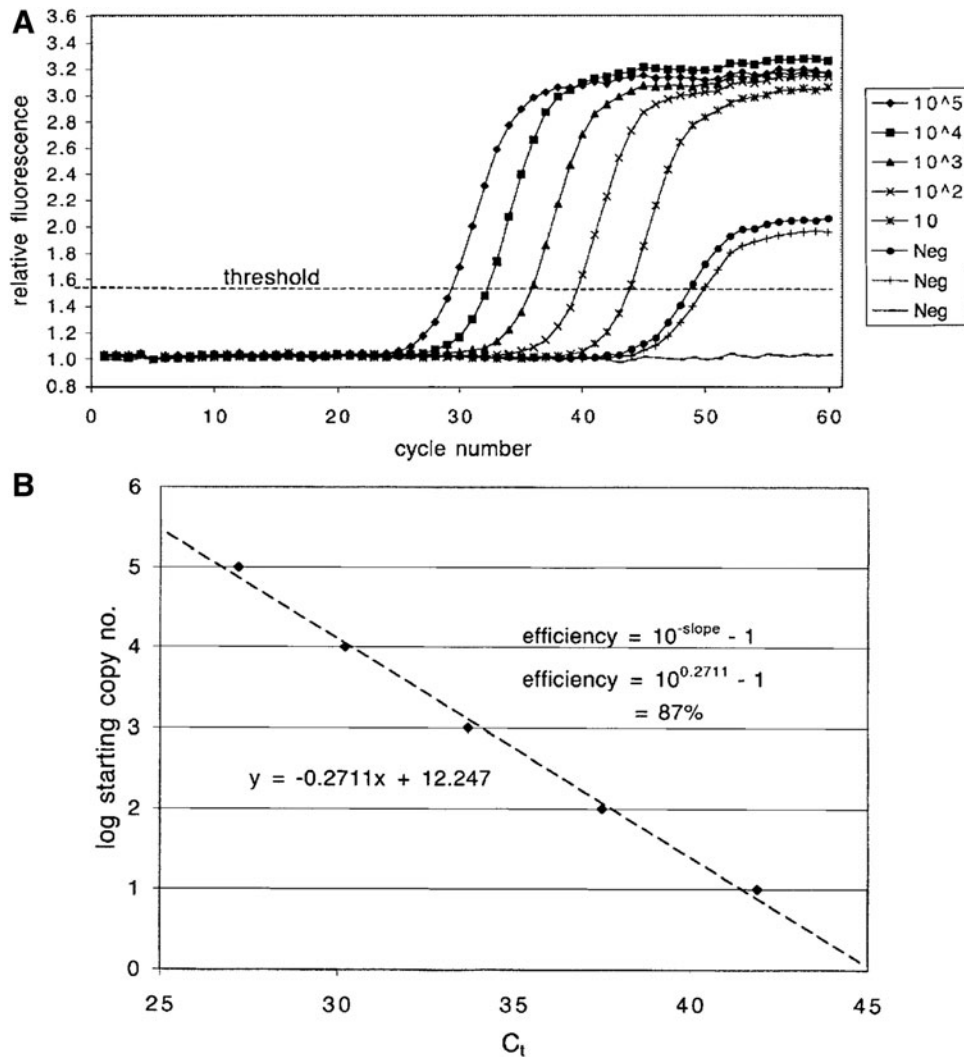 A
3.6
3.4
3.2
3.0
2.8
2.6
2.4
2.2
2.0
1.8
1.6
1.4
1.2
1.0
0.8
relative fluorescence
threshold
0 10 20 30 40 50 60
cycle number
10^5
10^4
10^3
10^2
10
Neg
Neg
Neg
B
6
5
4
3
2
1
0
log starting copy no.
efficiency = 10^-slope - 1
efficiency = 10^0.2711 - 1
= 87%
y = -0.2711x + 12.247
25 30 35 40 45
Ct